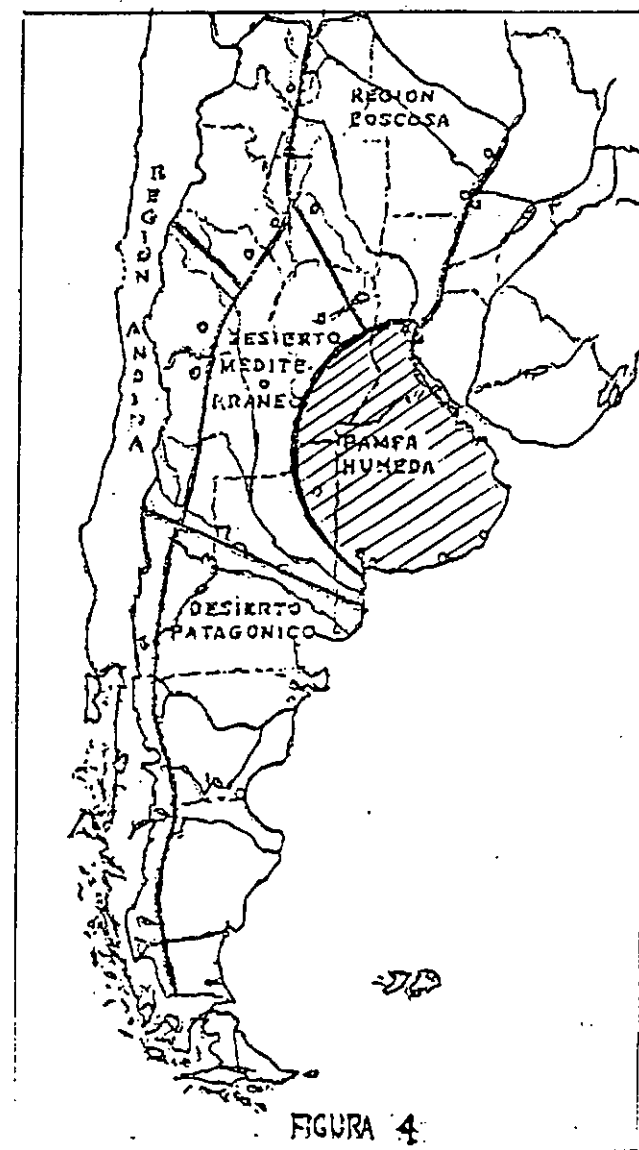 REGION
BOSCOSA
REGION ANDINA
DESIERTO
MEDITE-
RRANEO
PAMPA
HUMEDA
DESIERTO
PATAGONICO
FIGURA 4